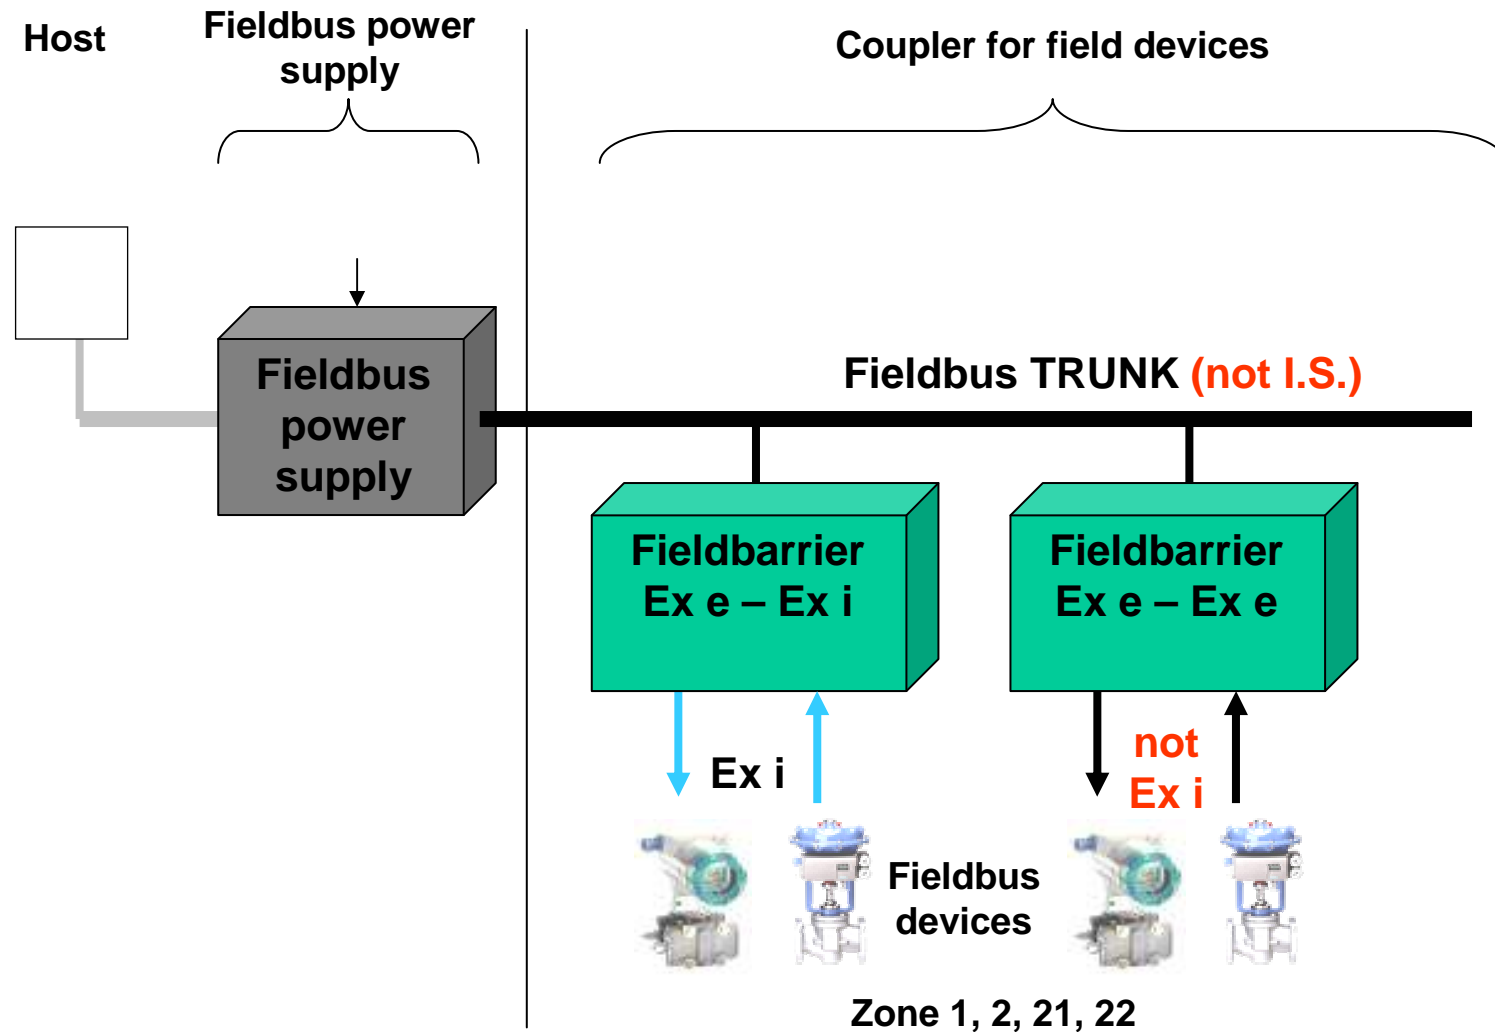 Host
Fieldbus power
supply
Coupler for field devices
Fieldbus
power
supply
Fieldbus TRUNK (not I.S.)
Fieldbarrier
Ex e – Ex i
Fieldbarrier
Ex e – Ex e
Ex i
not
Ex i
Fieldbus
devices
Zone 1, 2, 21, 22